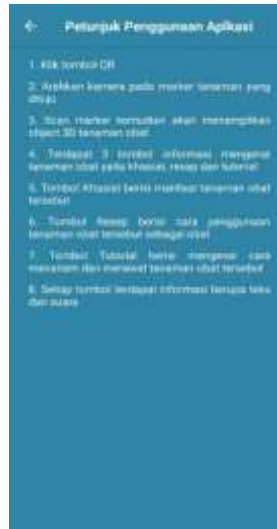 Petunjuk Penggunaan Aplikasi
1. Klik tombol QR
2. Arahkan kamera pada marker tanaman yang
dituju
3. Scan marker kemudian akan menampilkan
object 3D tanaman obat
4. Terdapat 3 tombol informasi mengenai
tanaman obat yaitu khasiat, resep dan tutorial
5. Tombol Khasiat berisi manfaat tanaman obat
tersebut
6. Tombol Resep berisi cara penggunaan
tanaman obat tersebut sebagai obat
7. Tombol Tutorial berisi mengenai cara
menanam dan merawat tanaman obat tersebut
8. Setiap tombol terdapat informasi berupa teks
dan suara